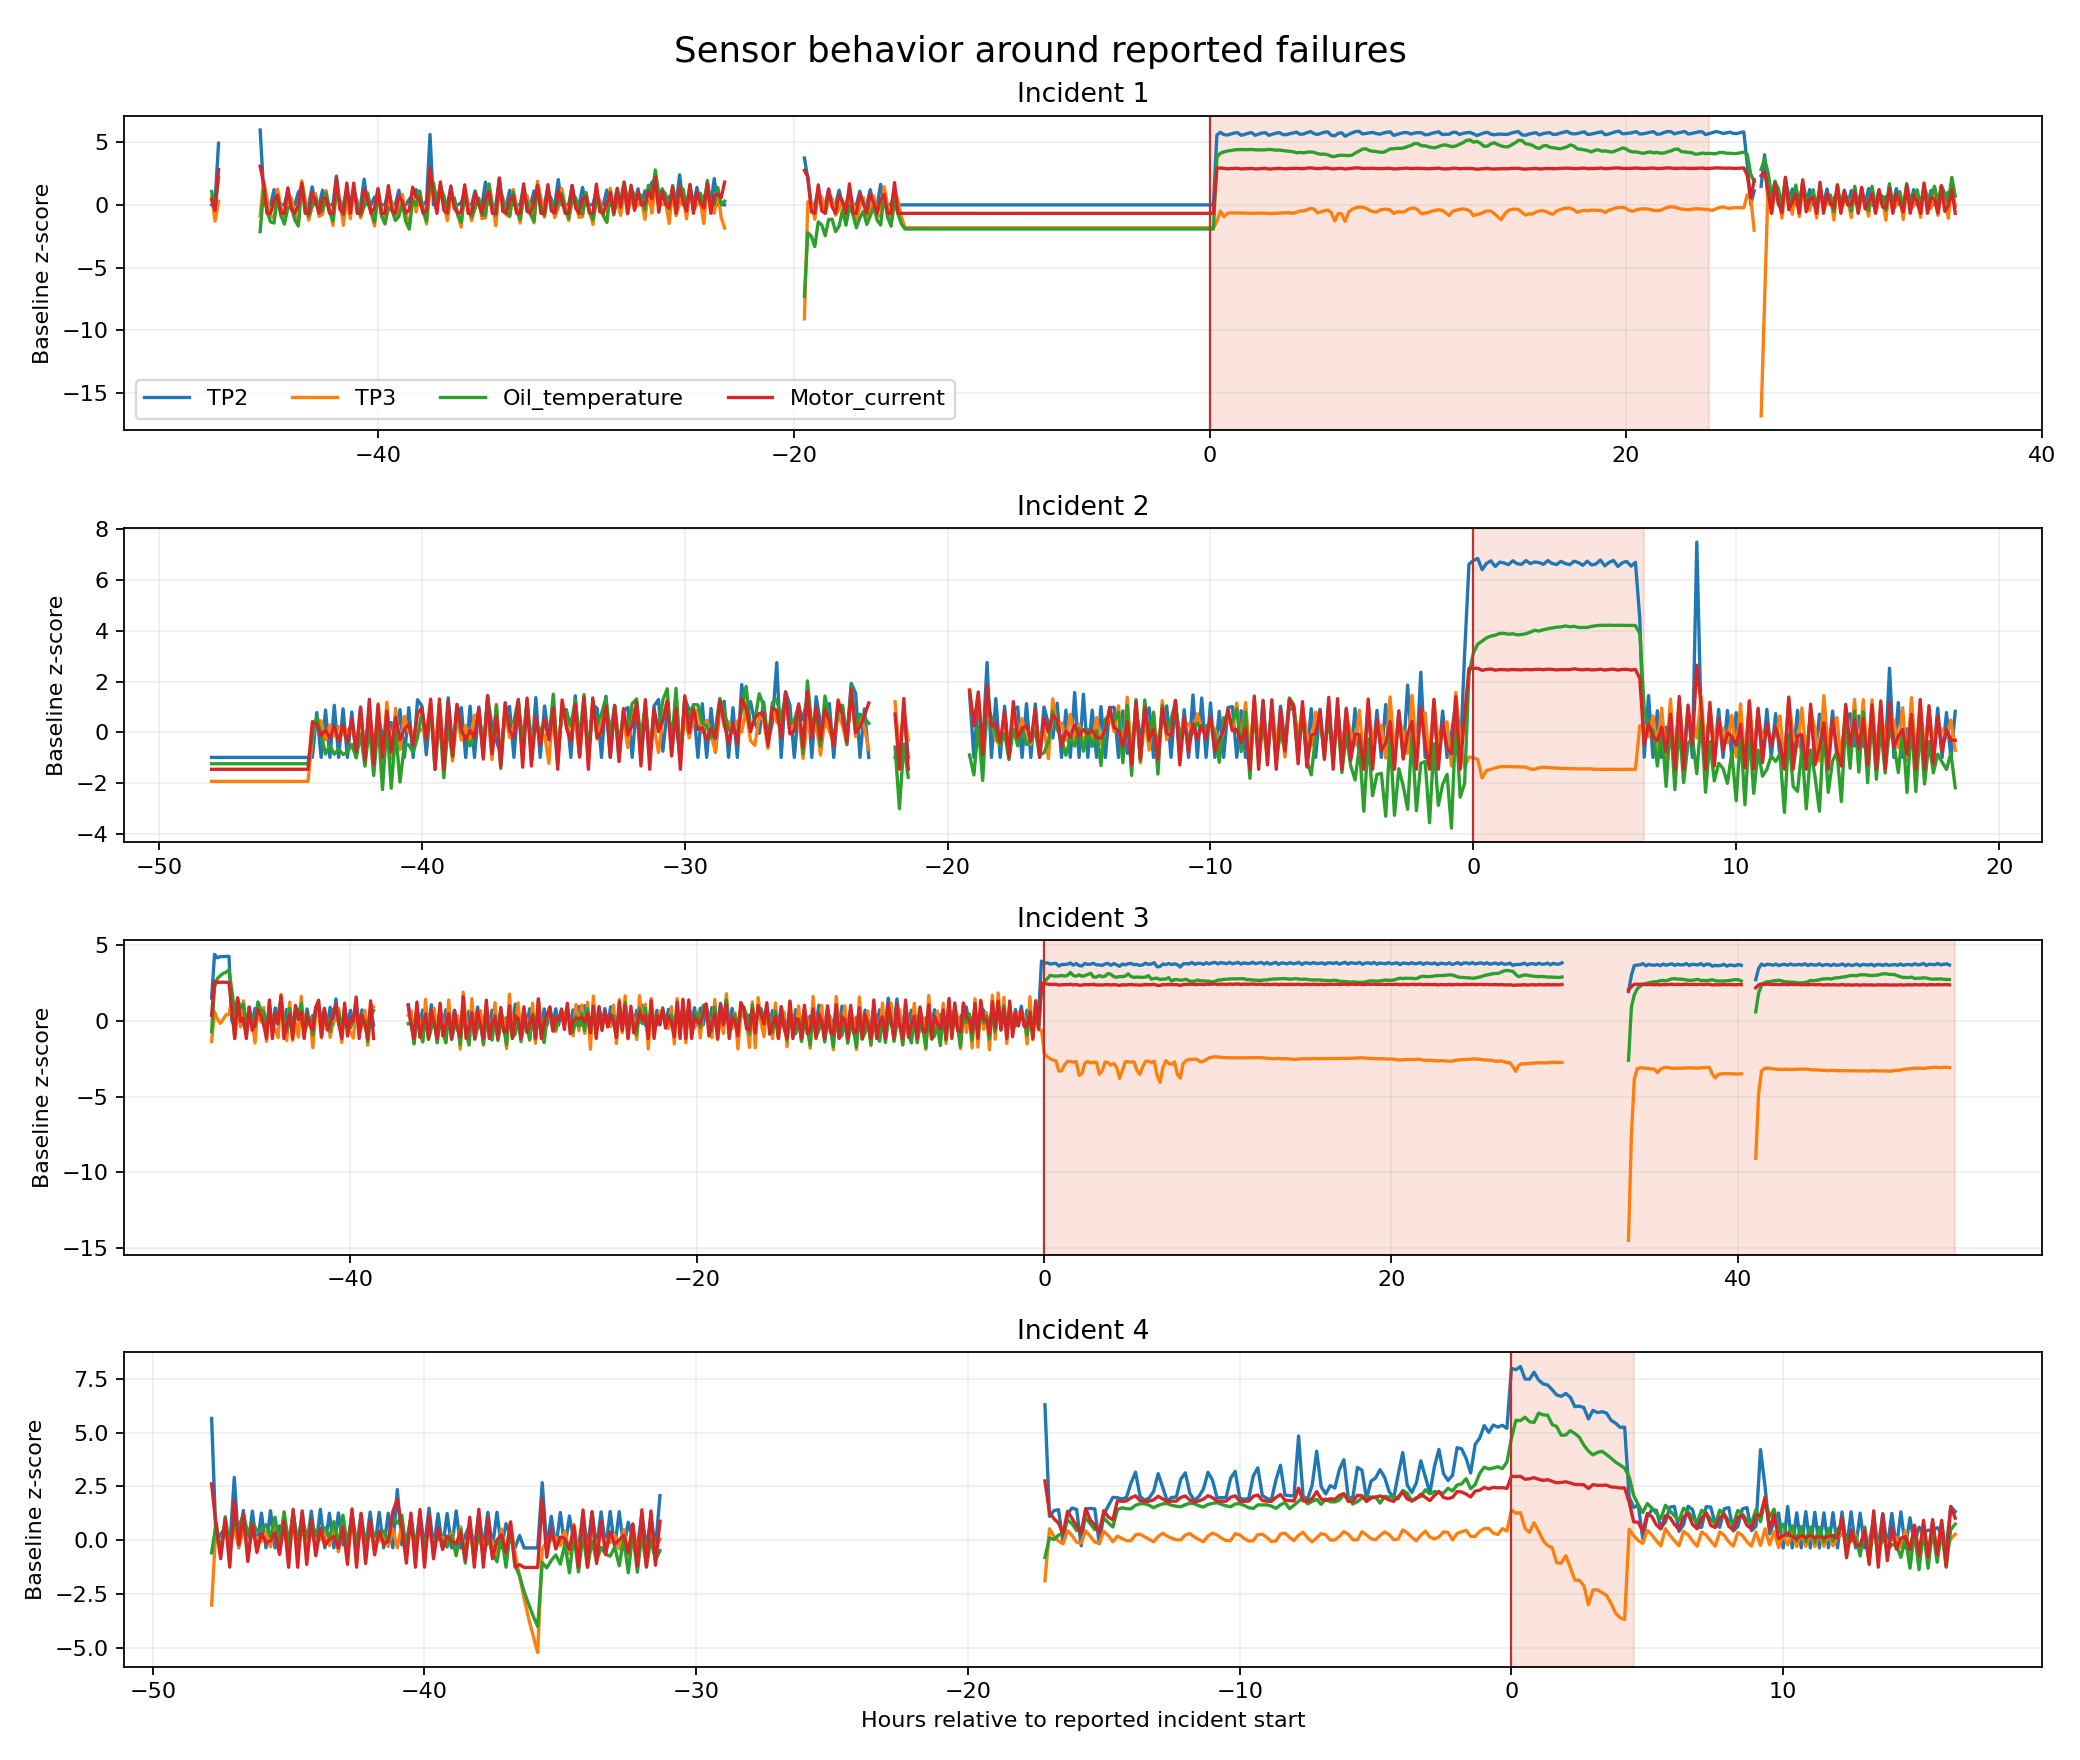 Sensor behavior around reported failures
Incident 1
Baseline z-score
5
0
−5
−10
−15
TP2 TP3 Oil_temperature Motor_current
−40 −20 0 20 40
Incident 2
Baseline z-score
8
6
4
2
0
−2
−4
−50 −40 −30 −20 −10 0 10 20
Incident 3
Baseline z-score
5
0
−5
−10
−15
−40 −20 0 20 40
Incident 4
Baseline z-score
7.5
5.0
2.5
0.0
−2.5
−5.0
−50 −40 −30 −20 −10 0 10
Hours relative to reported incident start